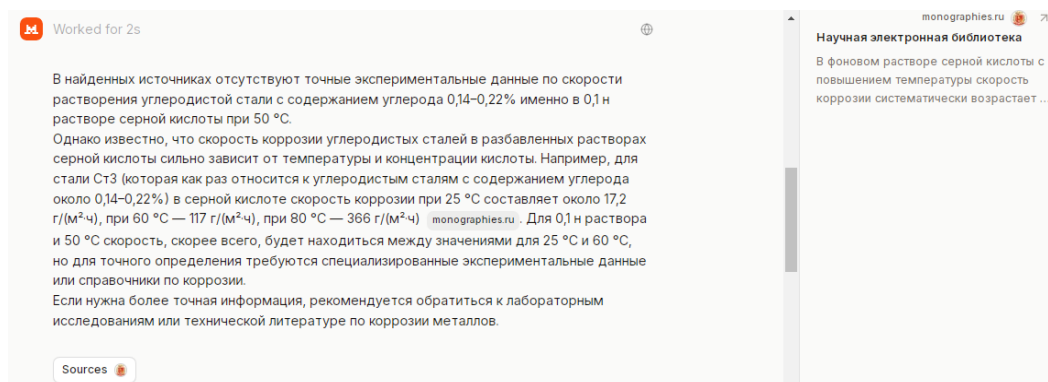 Worked for 2s
В найденных источниках отсутствуют точные экспериментальные данные по скорости
растворения углеродистой стали с содержанием углерода 0,14–0,22% именно в 0,1 н
растворе серной кислоты при 50 °C.
Однако известно, что скорость коррозии углеродистых сталей в разбавленных растворах
серной кислоты сильно зависит от температуры и концентрации кислоты. Например, для
стали Ст3 (которая как раз относится к углеродистым сталям с содержанием углерода
около 0,14–0,22%) в серной кислоте скорость коррозии при 25 °C составляет около 17,2
г/(м²·ч), при 60 °C — 117 г/(м²·ч), при 80 °C — 366 г/(м²·ч) monographies.ru . Для 0,1 н раствора
и 50 °C скорость, скорее всего, будет находиться между значениями для 25 °C и 60 °C,
но для точного определения требуются специализированные экспериментальные данные
или справочники по коррозии.
Если нужна более точная информация, рекомендуется обратиться к лабораторным
исследованиям или технической литературе по коррозии металлов.
Sources
monographies.ru
Научная электронная библиотека
В фоновом растворе серной кислоты с
повышением температуры скорость
коррозии систематически возрастает ...